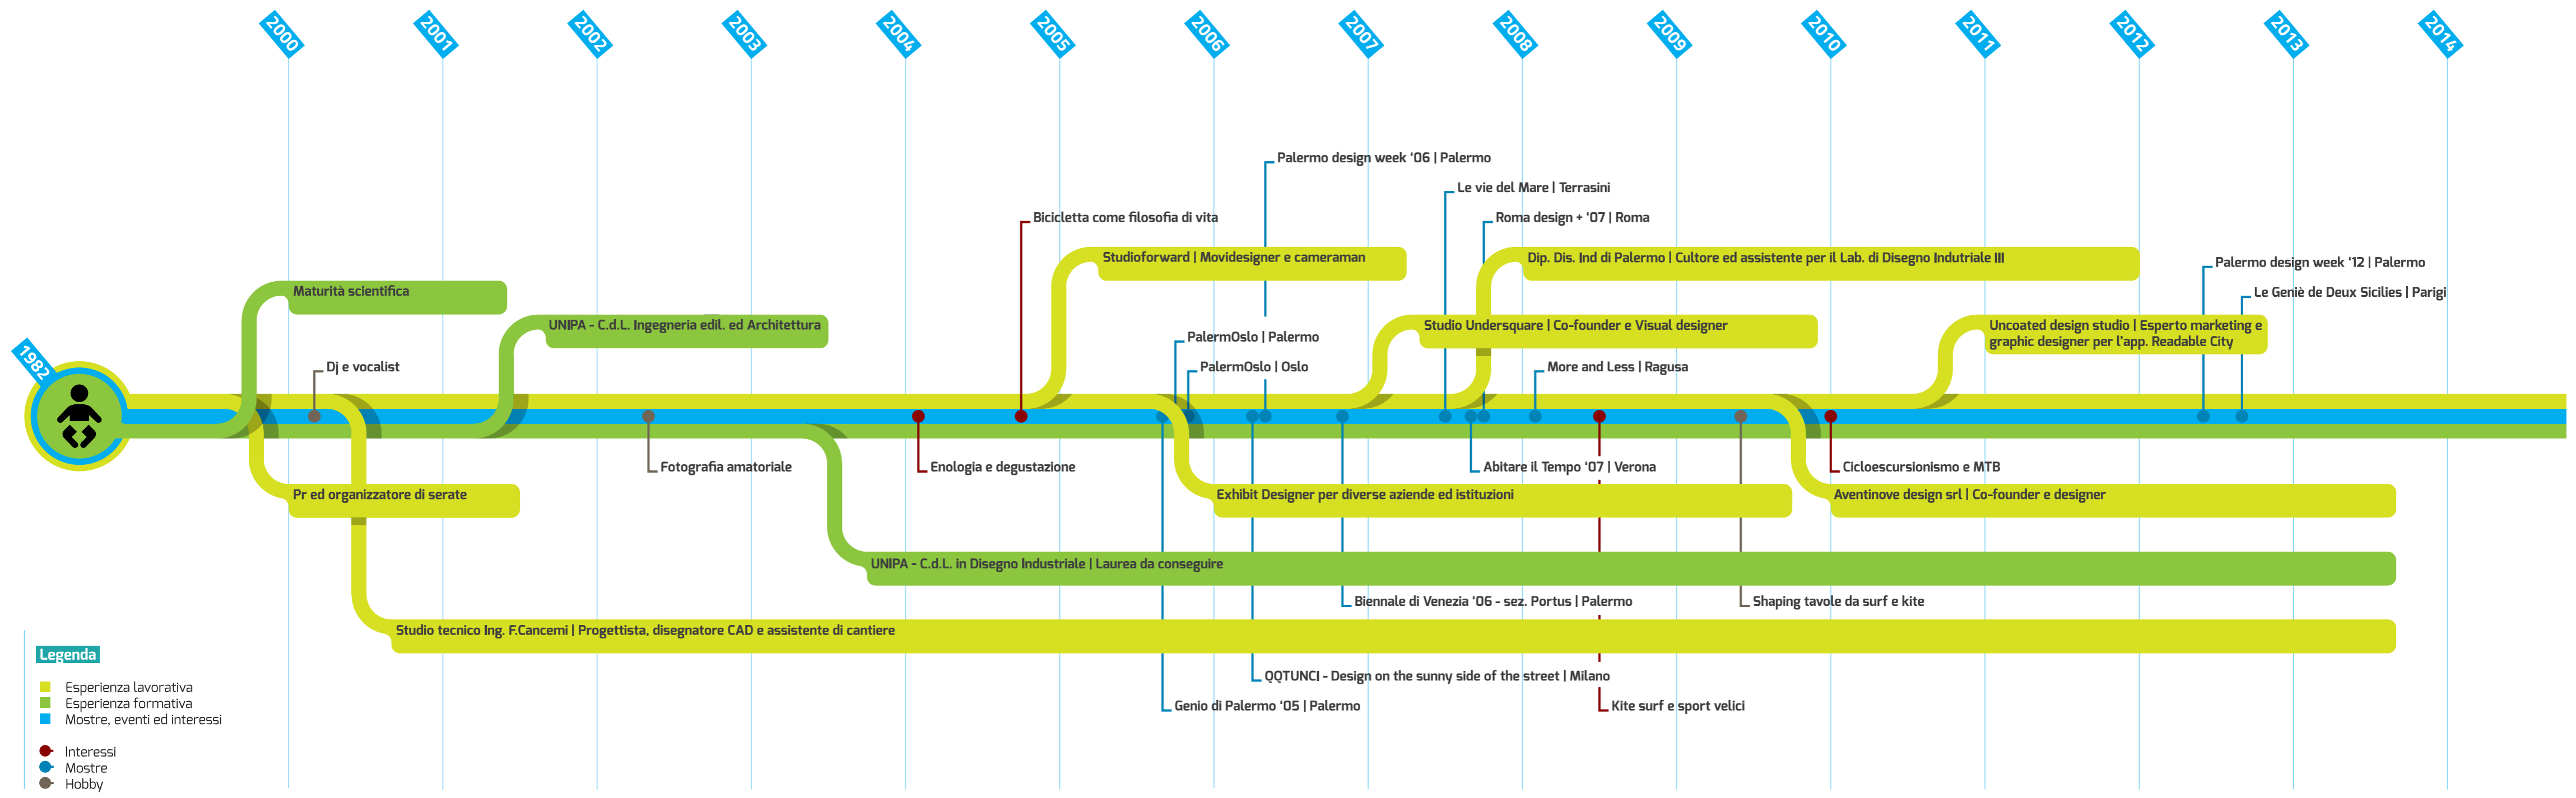 2000
2001
2002
2003
2004
2005
2006
2007
2008
2009
2010
2011
2012
2013
2014
Palermo design week '06 | Palermo
Le vie del Mare | Terrasini
Bicicletta come filosofia di vita
Roma design + '07 | Roma
Studioforward | Movidesigner e cameraman
Dip. Dis. Ind di Palermo | Cultore ed assistente per il Lab. di Disegno Indutriale III
Palermo design week '12 | Palermo
Maturità scientifica
Le Geniè de Deux Sicilies | Parigi
UNIPA - C.d.L. Ingegneria edil. ed Architettura
Studio Undersquare | Co-founder e Visual designer
Uncoated design studio | Esperto marketing e
graphic designer per l'app. Readable City
PalermOslo | Palermo
1982
Dj e vocalist
PalermOslo | Oslo
More and Less | Ragusa
Fotografia amatoriale
Enologia e degustazione
Abitare il Tempo '07 | Verona
Cicloescursionismo e MTB
Pr ed organizzatore di serate
Exhibit Designer per diverse aziende ed istituzioni
Aventinove design srl | Co-founder e designer
UNIPA - C.d.L. in Disegno Industriale | Laurea da conseguire
Biennale di Venezia '06 - sez. Portus | Palermo
Shaping tavole da surf e kite
Studio tecnico Ing. F.Cancemi | Progettista, disegnatore CAD e assistente di cantiere
QQTUNCI - Design on the sunny side of the street | Milano
Genio di Palermo '05 | Palermo
Kite surf e sport velici
Legenda
Esperienza lavorativa
Esperienza formativa
Mostre, eventi ed interessi
Interessi
Mostre
Hobby